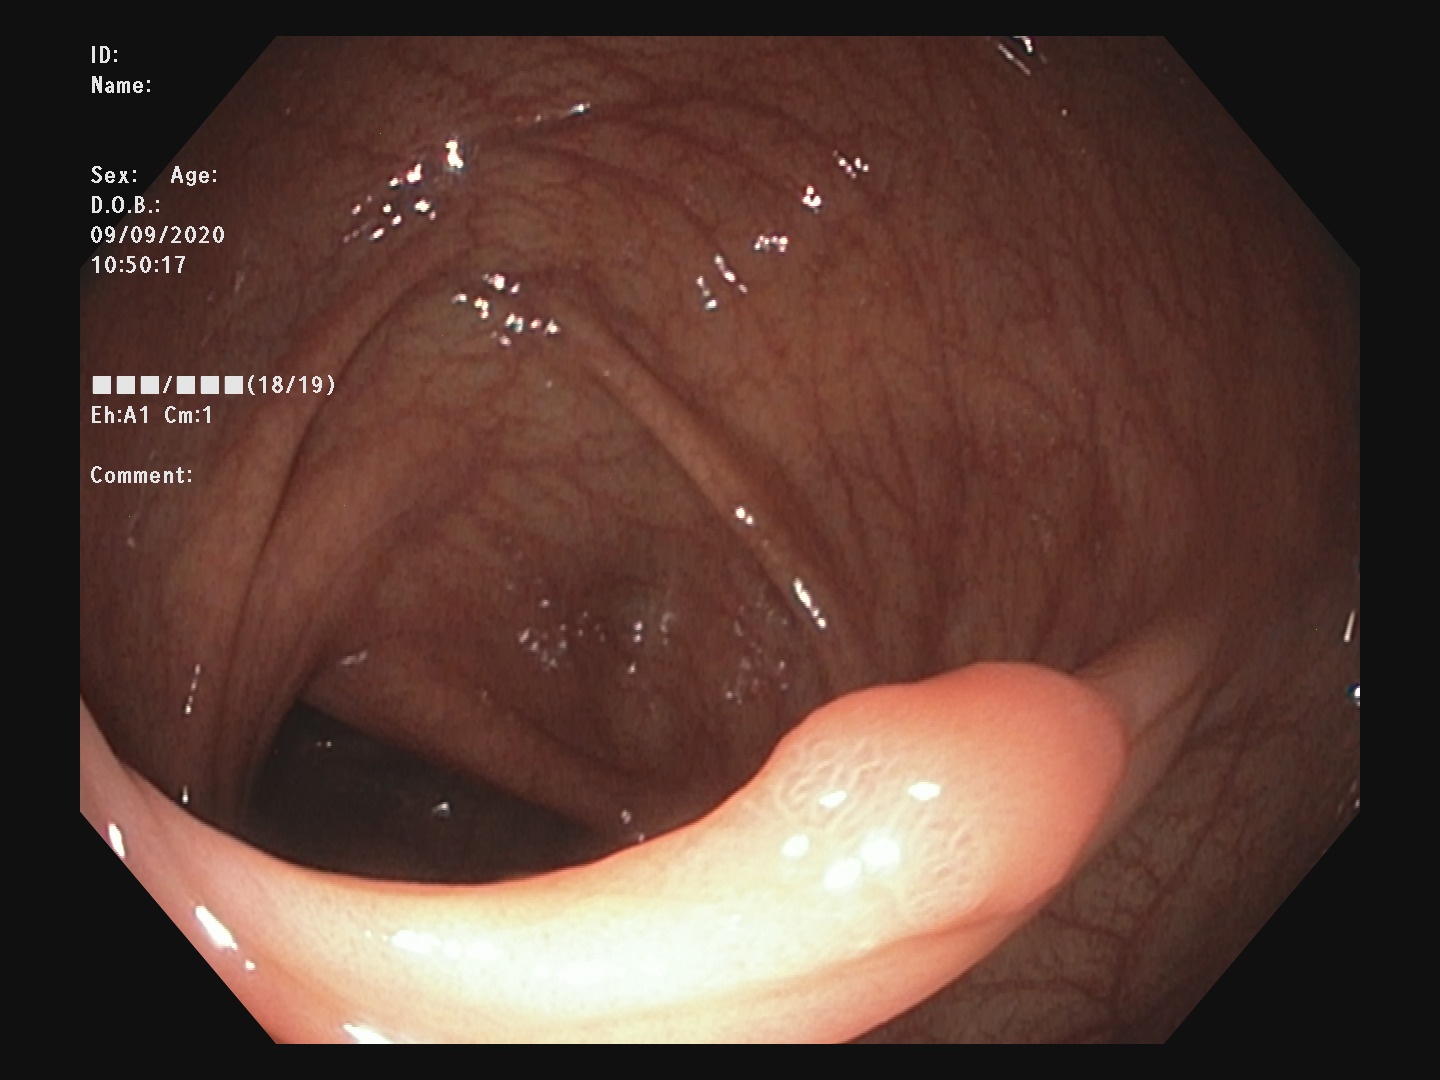 ID:
Name:
Sex: Age:
D.O.B.:
09/09/2020
10:50:17
■■■/■■■(18/19)
Eh:A1 Cm:1
Comment: